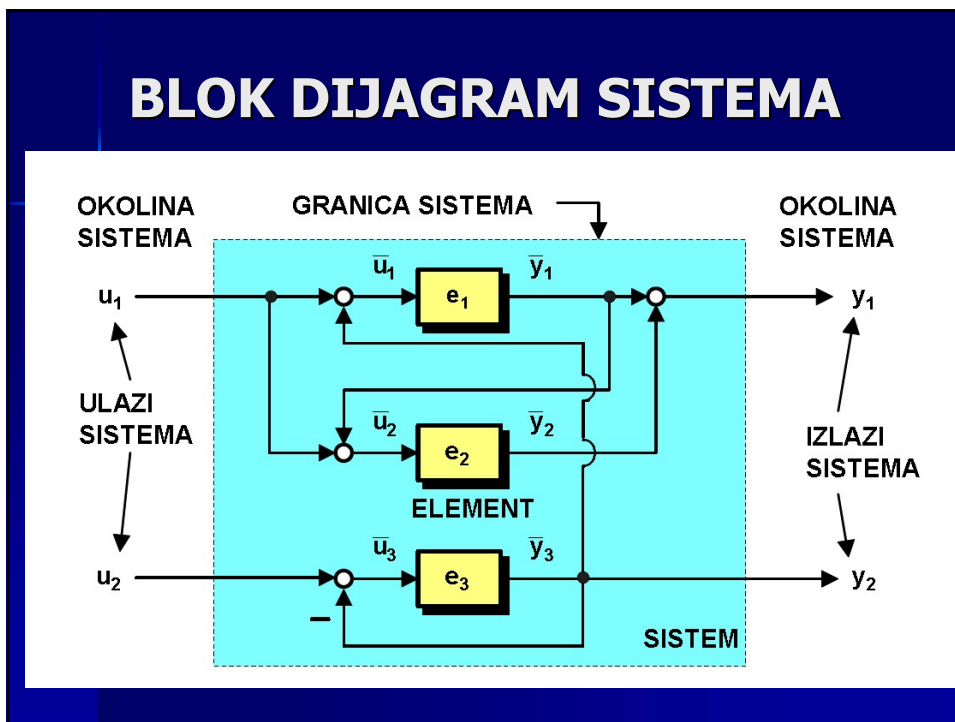 BLOK DIJAGRAM SISTEMA
OKOLINA
SISTEMA
GRANICA SISTEMA
OKOLINA
SISTEMA
u̅₁
y̅₁
u₁
e₁
y₁
ULAZI
SISTEMA
u̅₂
y̅₂
e₂
IZLAZI
SISTEMA
ELEMENT
u̅₃
y̅₃
u₂
e₃
y₂
–
SISTEM